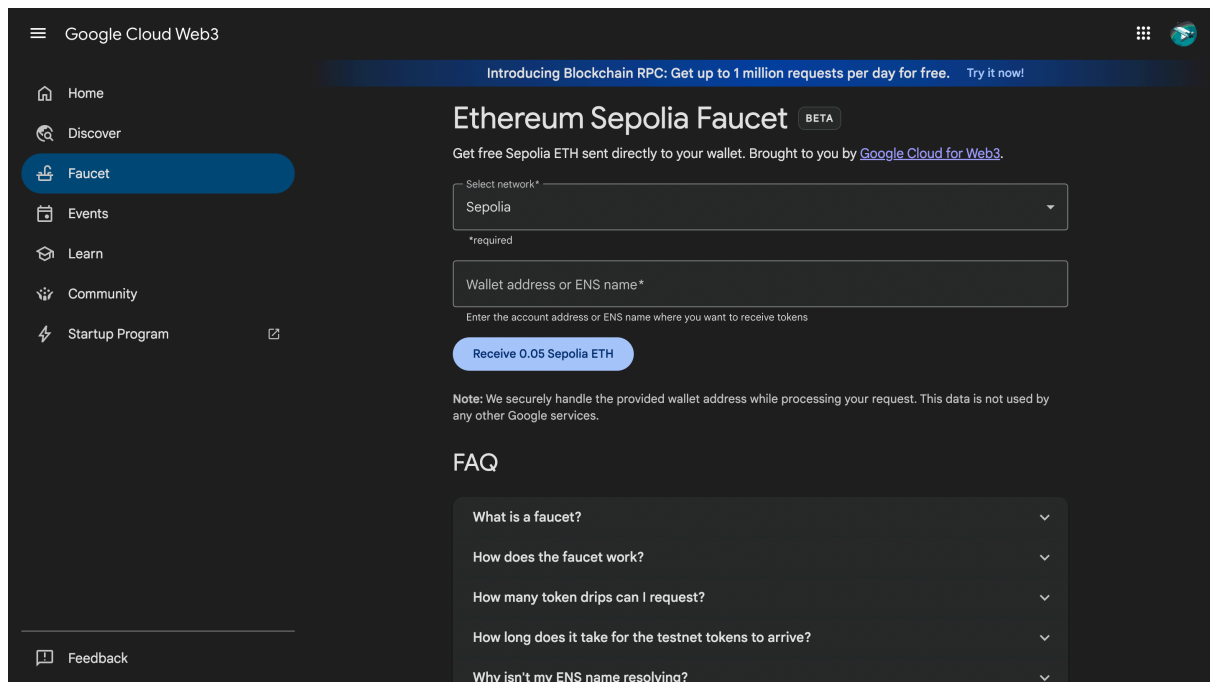 Google Cloud Web3
Introducing Blockchain RPC: Get up to 1 million requests per day for free. Try it now!
Home
Discover
Faucet
Events
Learn
Community
Startup Program
Feedback
Ethereum Sepolia Faucet BETA
Get free Sepolia ETH sent directly to your wallet. Brought to you by Google Cloud for Web3.
Select network*
Sepolia
*required
Wallet address or ENS name*
Enter the account address or ENS name where you want to receive tokens
Receive 0.05 Sepolia ETH
Note: We securely handle the provided wallet address while processing your request. This data is not used by
any other Google services.
FAQ
What is a faucet?
How does the faucet work?
How many token drips can I request?
How long does it take for the testnet tokens to arrive?
Why isn't my ENS name resolving?